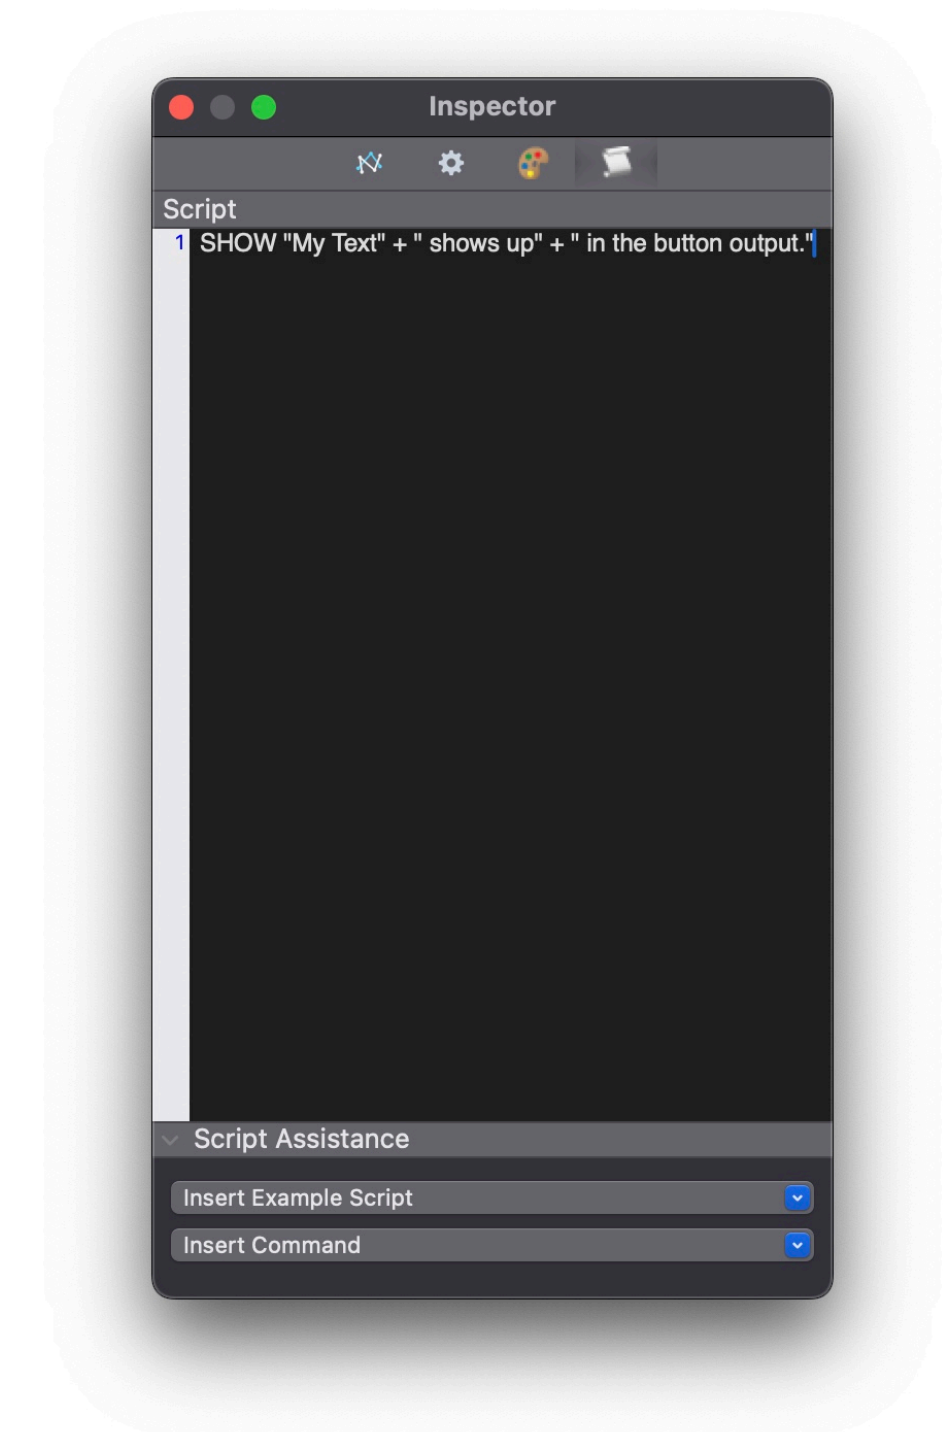 Inspector
Script
1 SHOW "My Text" + " shows up" + " in the button output."
Script Assistance
Insert Example Script
Insert Command